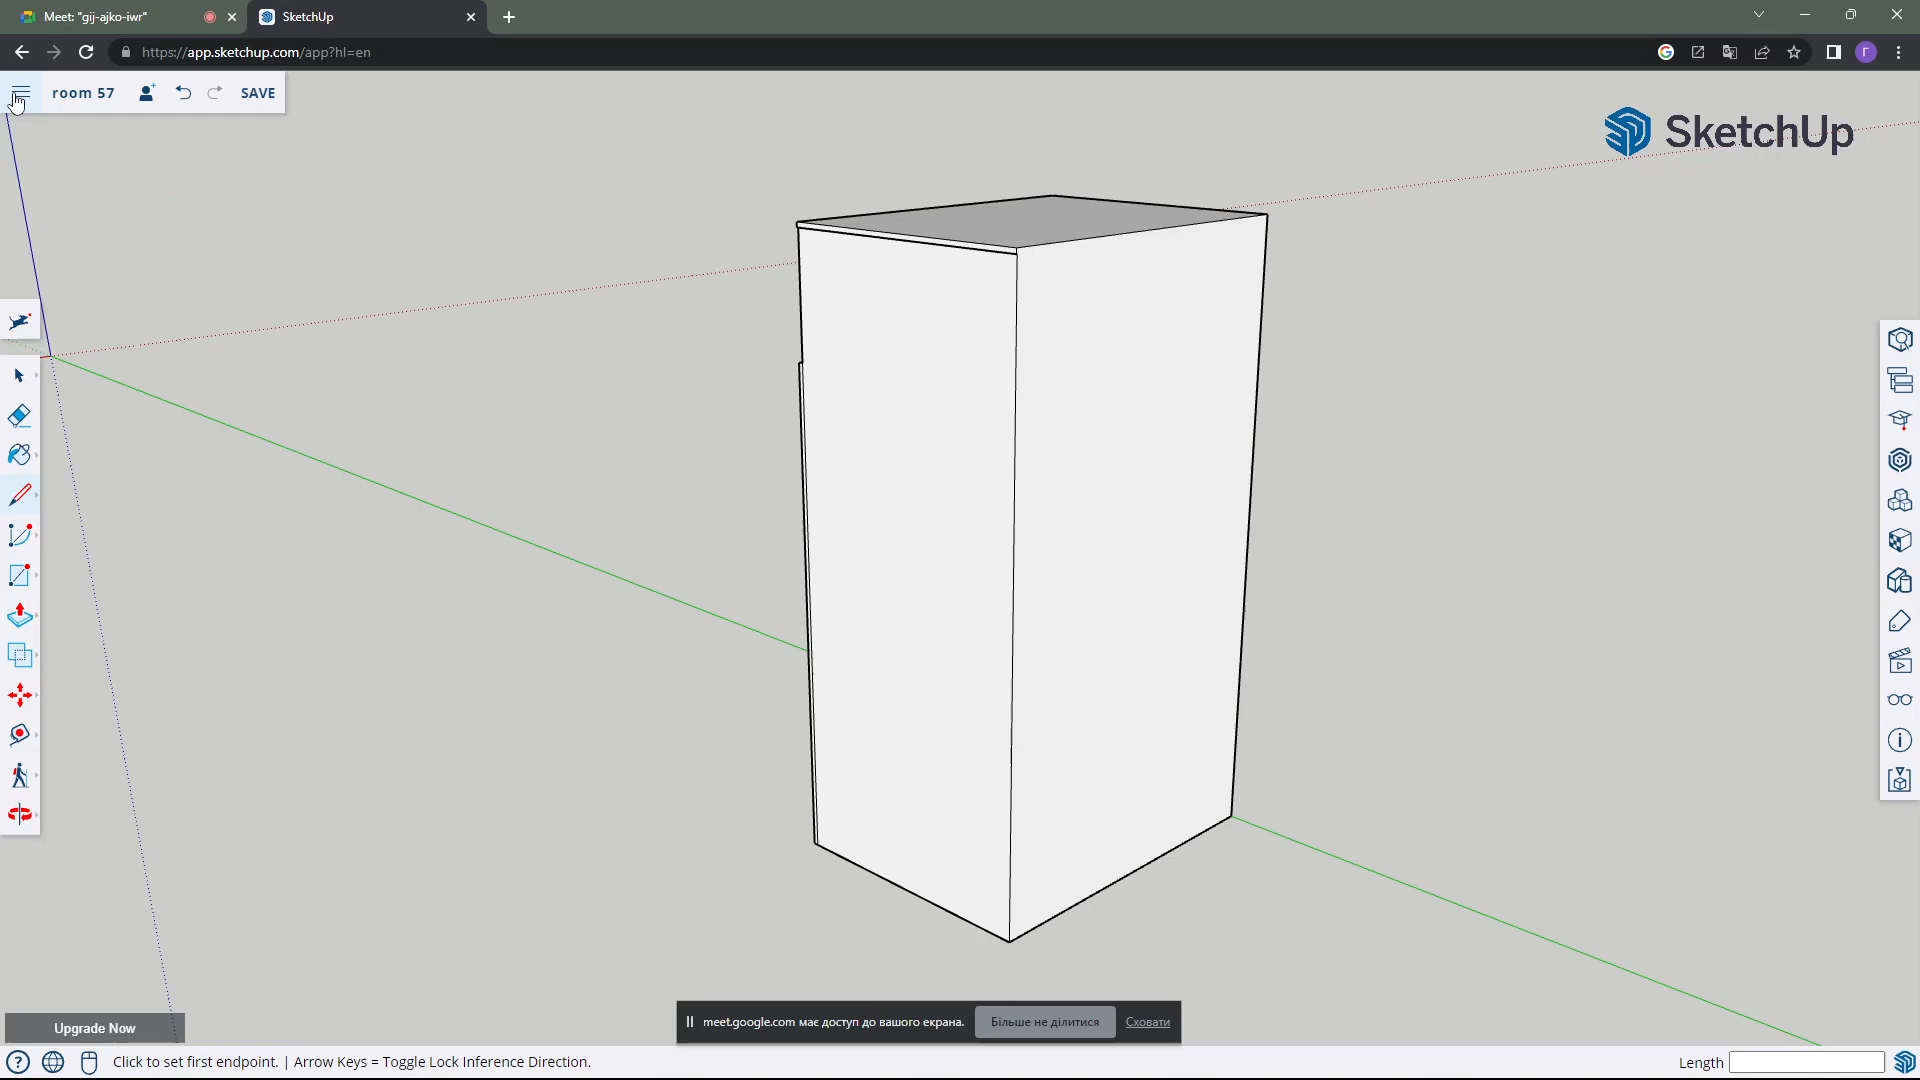 Meet: "gij-ajko-iwr"
SketchUp
https://app.sketchup.com/app?hl=en
Г
room 57
SAVE
SketchUp
Upgrade Now
meet.google.com має доступ до вашого екрана.
Більше не ділитися
Сховати
Click to set first endpoint. | Arrow Keys = Toggle Lock Inference Direction.
Length